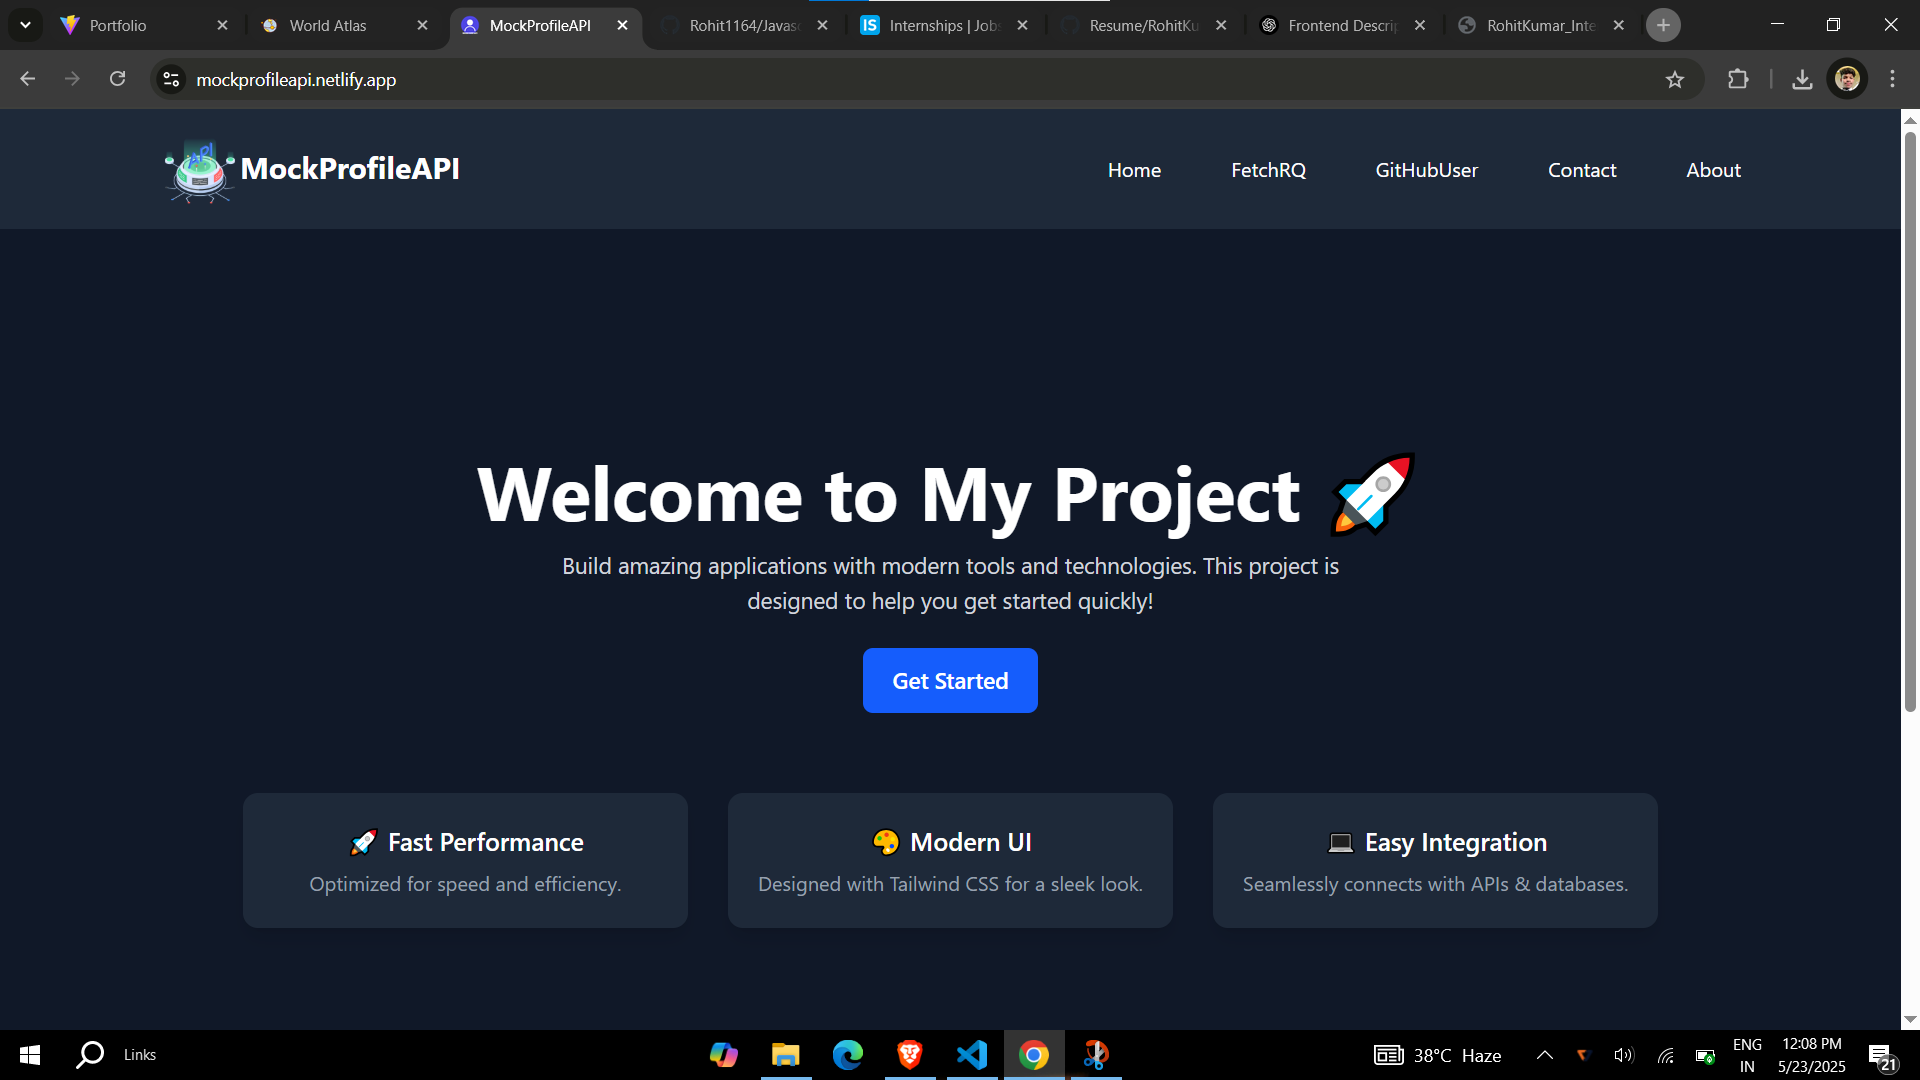 Portfolio
World Atlas
MockProfileAPI
Rohit1164/Javasc
IS Internships | Jobs
Resume/RohitKu
Frontend Descrip
RohitKumar_Inte
mockprofileapi.netlify.app
API
MockProfileAPI
Home
FetchRQ
GitHubUser
Contact
About
Welcome to My Project 🚀
Build amazing applications with modern tools and technologies. This project is
designed to help you get started quickly!
Get Started
🚀 Fast Performance
Optimized for speed and efficiency.
🎨 Modern UI
Designed with Tailwind CSS for a sleek look.
💻 Easy Integration
Seamlessly connects with APIs & databases.
Links
38°C Haze
ENG
IN
12:08 PM
5/23/2025
21